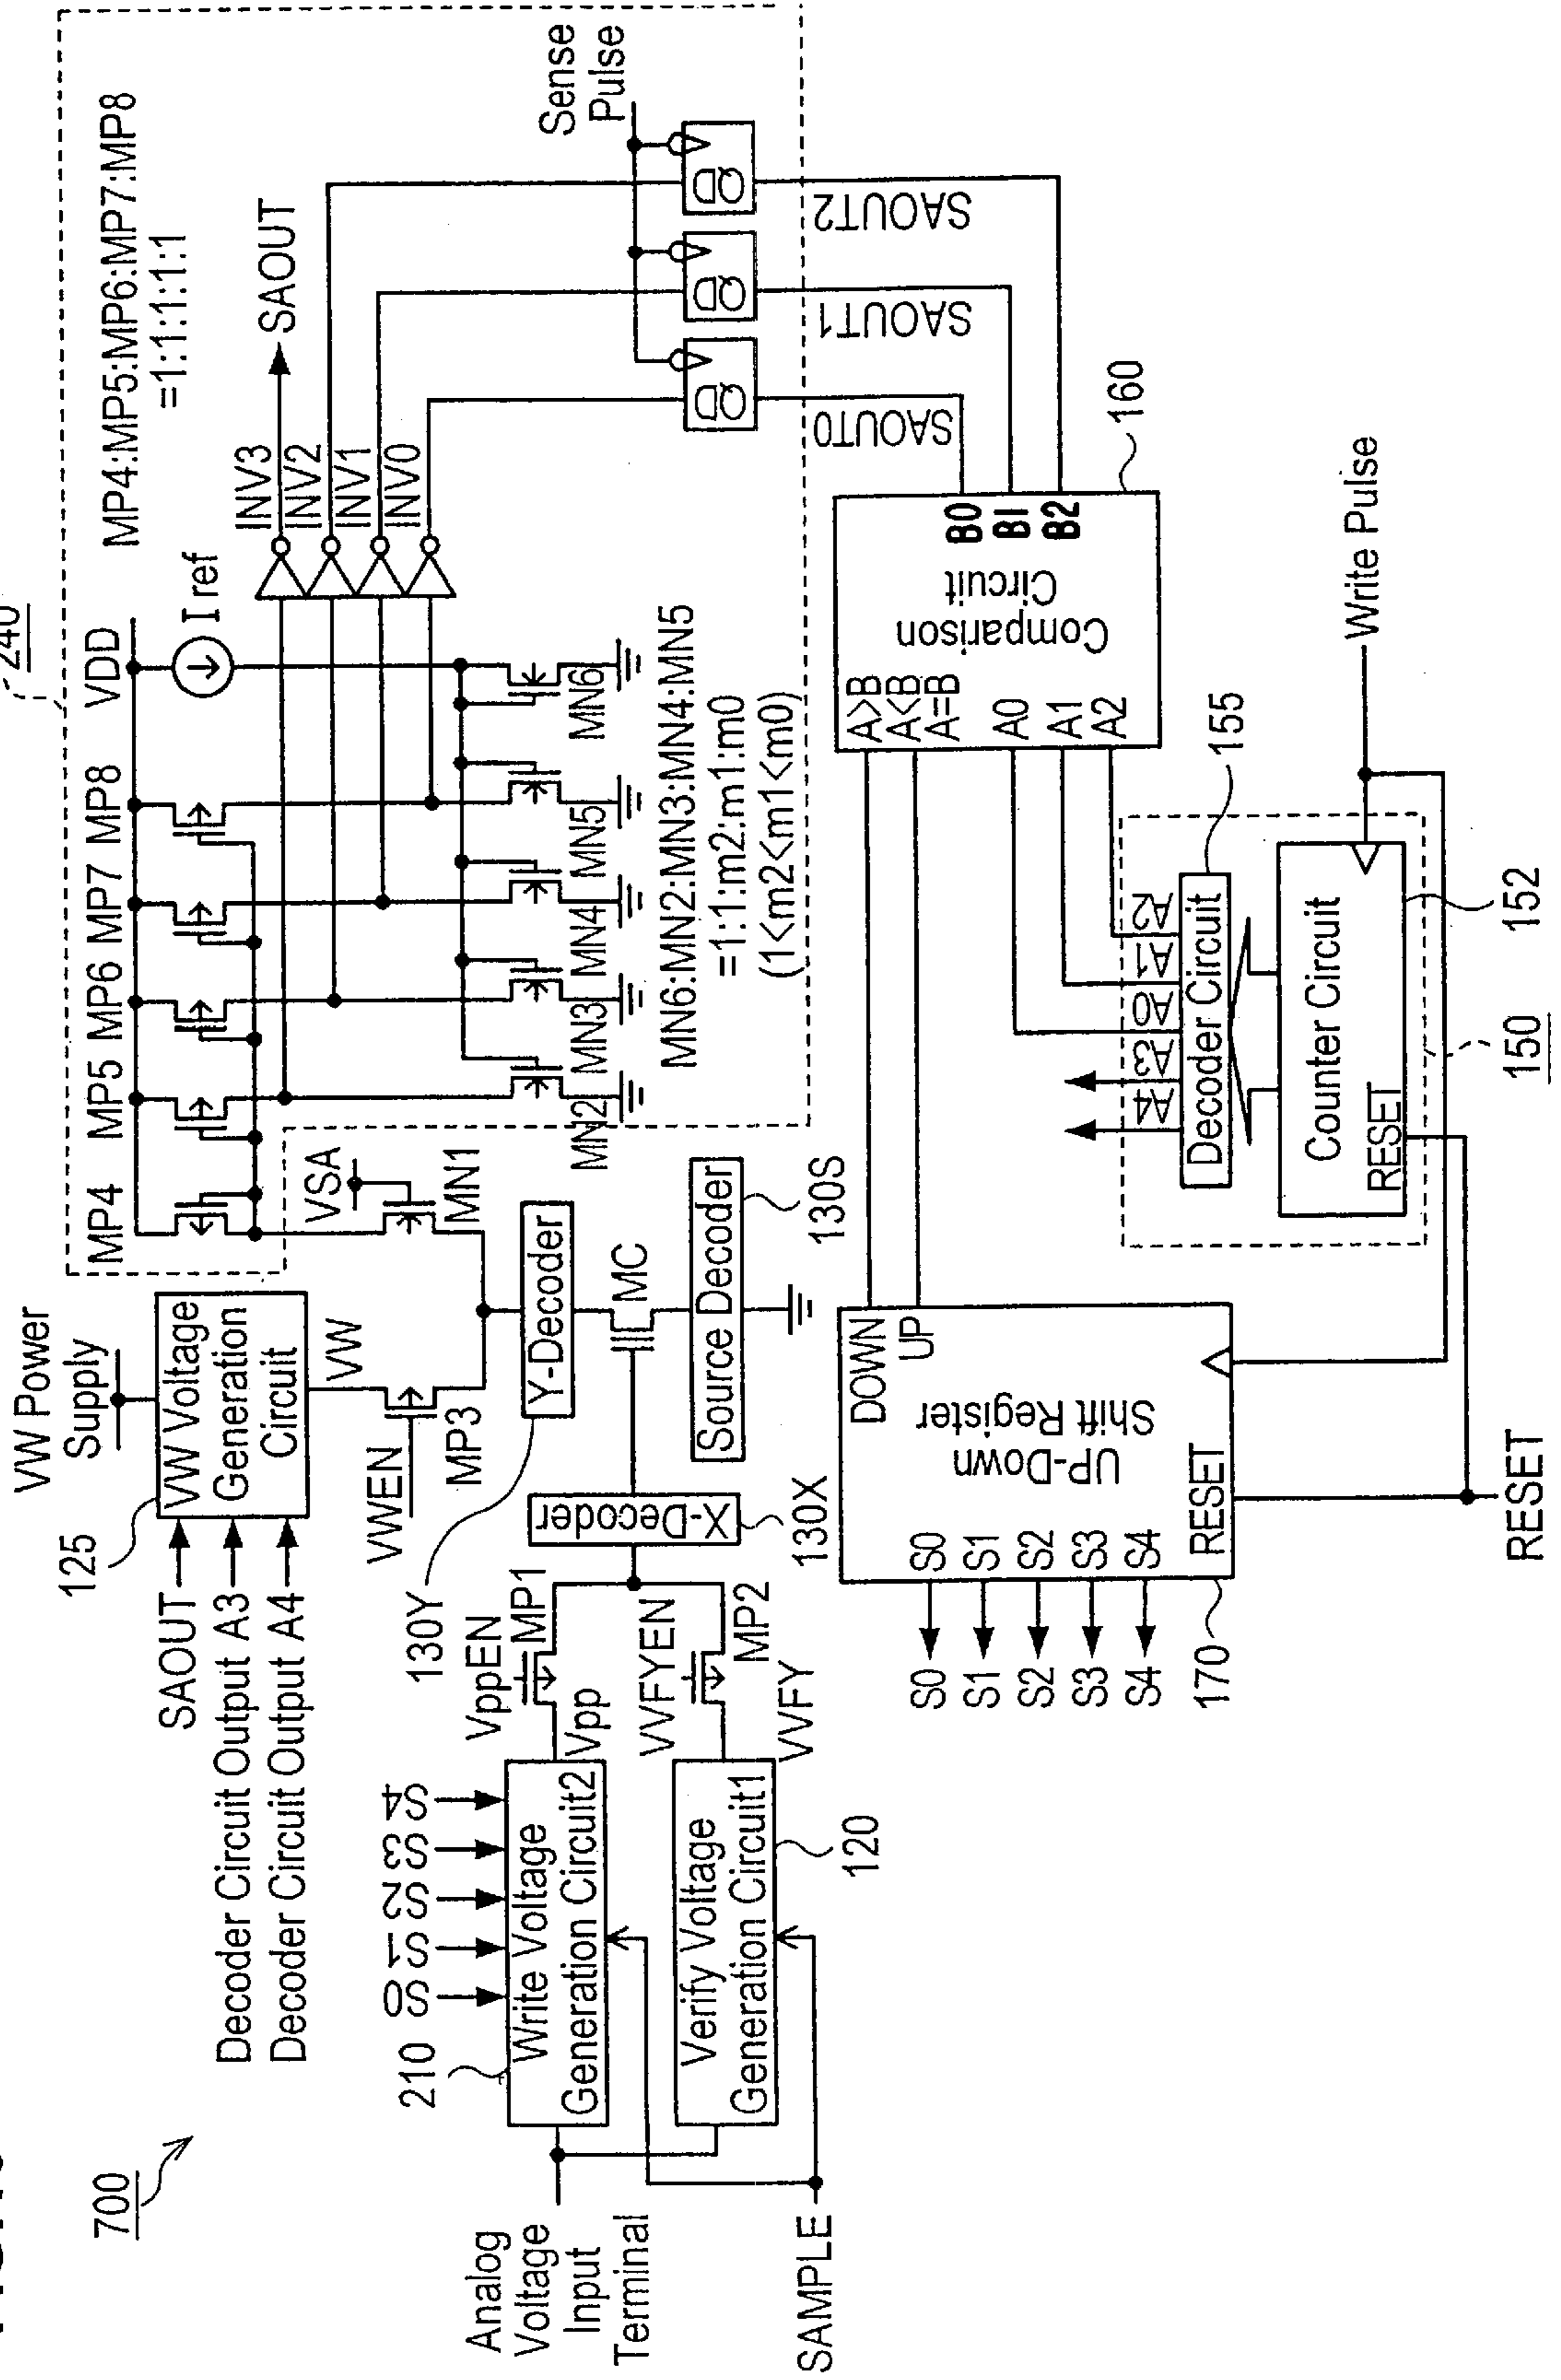 700
VW Power
Supply
125
VW Voltage
Generation
Circuit
SAOUT
Decoder Circuit Output A3
Decoder Circuit Output A4
VW
VWEN
MP3
240
MP4
MP5
MP6
MP7
MP8
VDD
Iref
MP4:MP5:MP6:MP7:MP8
=1:1:1:1:1
INV3
INV2
INV1
INV0
SAOUT
Sense
Pulse
VSA
MN1
MN2
MN3
MN4
MN5
MN6
MN6:MN2:MN3:MN4:MN5
=1:1:m2:m1:m0
(1<m2<m1<m0)
D
Q
D
Q
D
Q
SAOUT0
SAOUT1
SAOUT2
Analog
Voltage
Input
Terminal
SAMPLE
210
S0
S1
S2
S3
S4
Write Voltage
Generation Circuit2
Vpp
VppEN
MP1
Verify Voltage
Generation Circuit1
120
VVFY
VVFYEN
MP2
X-Decoder
130X
130Y
Y-Decoder
MC
Source Decoder
130S
DOWN
UP
UP-Down
Shift Register
RESET
S0
S1
S2
S3
S4
S0
S1
S2
S3
S4
170
RESET
A>B
A<B
A=B
A0
A1
A2
Comparison
Circuit
B0
B1
B2
160
A4
A3
A0
A1
A2
Decoder Circuit
155
Counter Circuit
RESET
152
150
Write Pulse